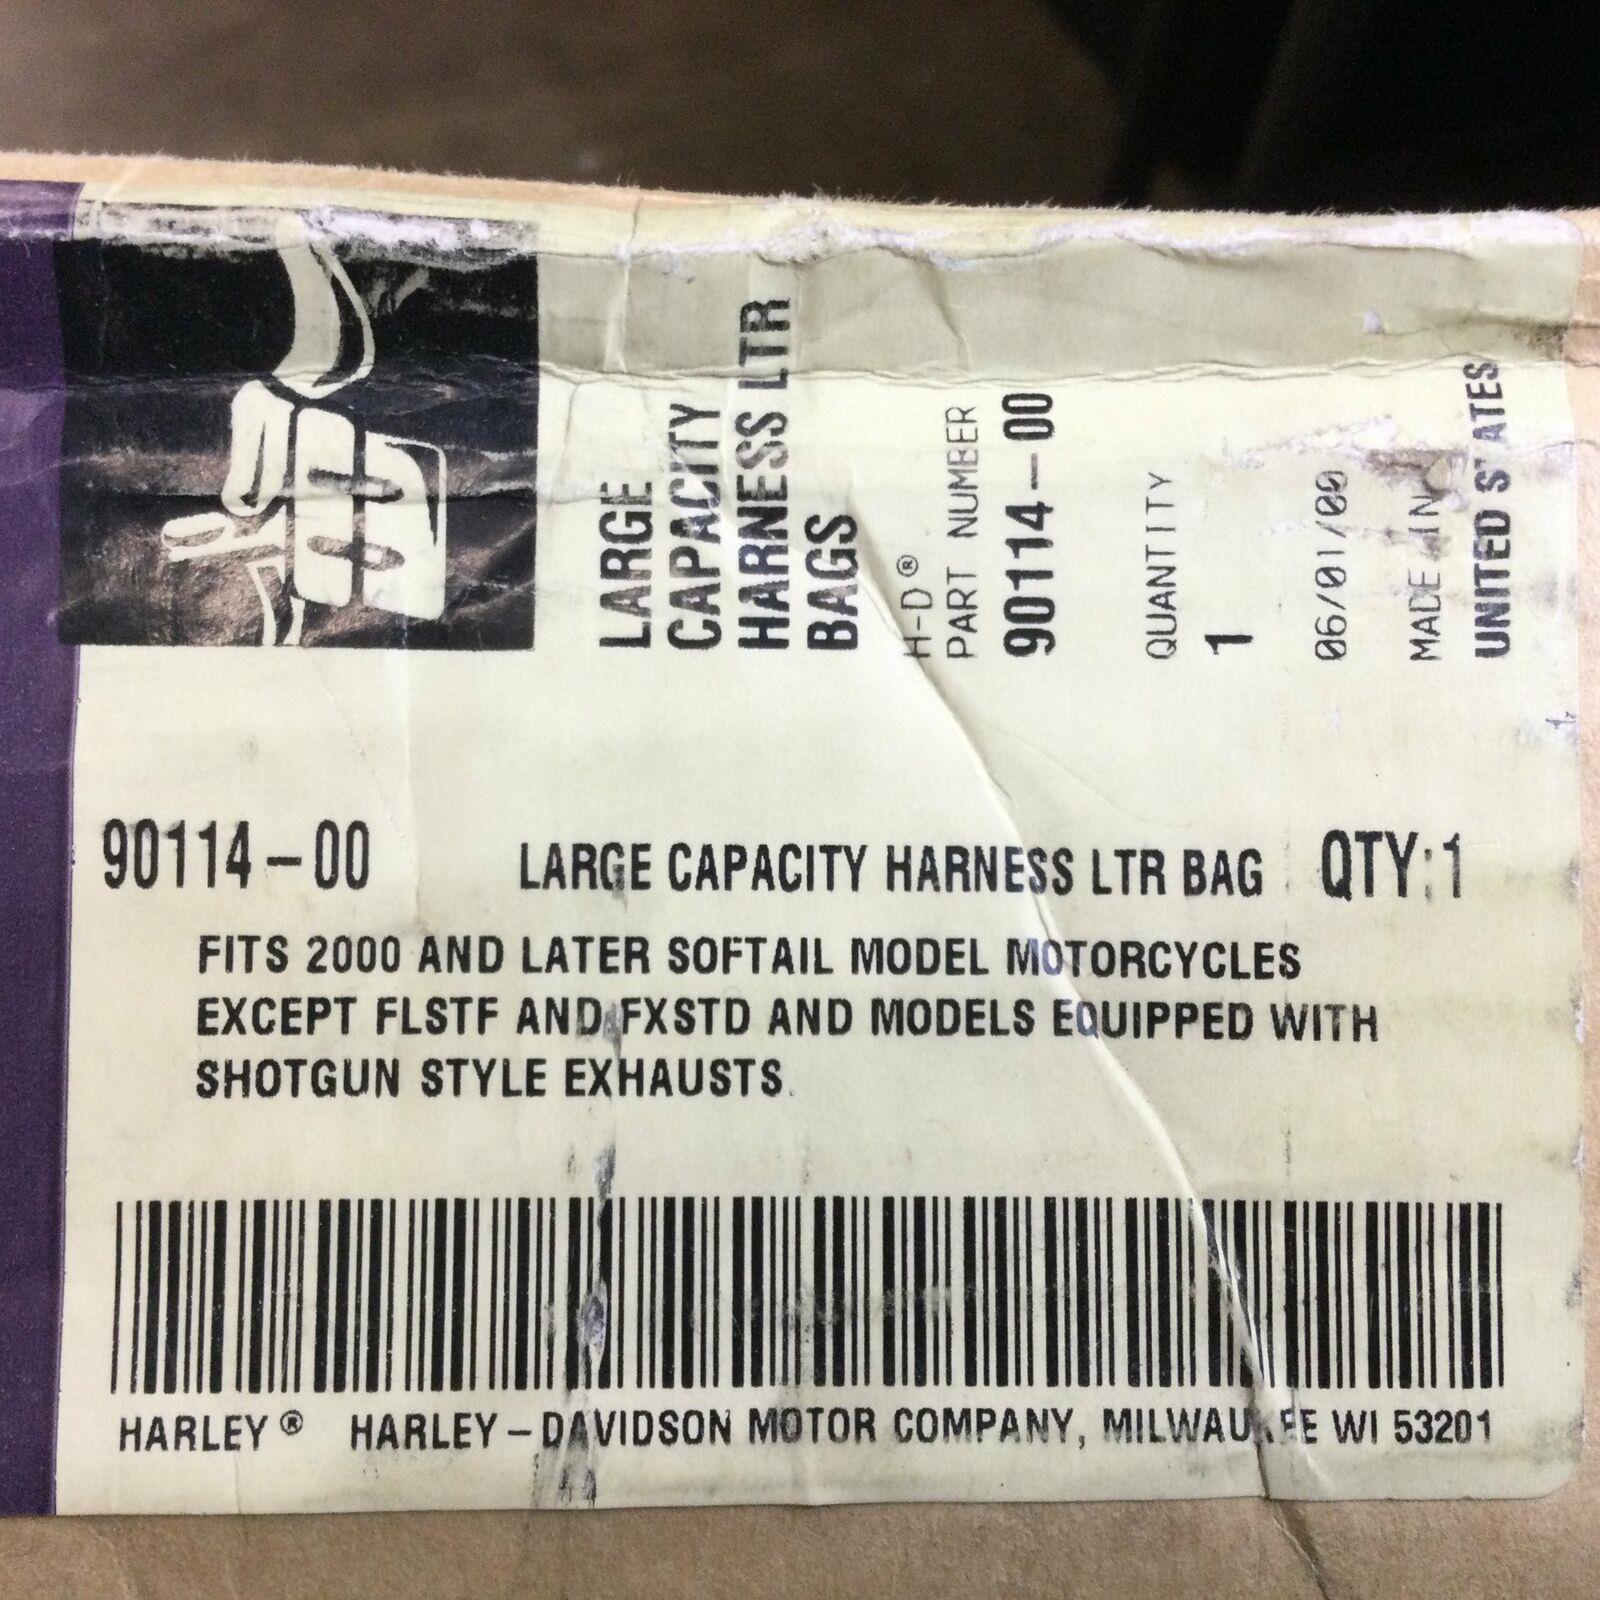 LARGE
CAPACITY
HARNESS LTR
BAGS
H-D®
PART NUMBER
90114-00
QUANTITY
1
06/01/00
MADE IN
UNITED STATES
90114-00 LARGE CAPACITY HARNESS LTR BAG QTY:1
FITS 2000 AND LATER SOFTAIL MODEL MOTORCYCLES
EXCEPT FLSTF AND FXSTD AND MODELS EQUIPPED WITH
SHOTGUN STYLE EXHAUSTS.
HARLEY® HARLEY-DAVIDSON MOTOR COMPANY, MILWAUKEE WI 53201